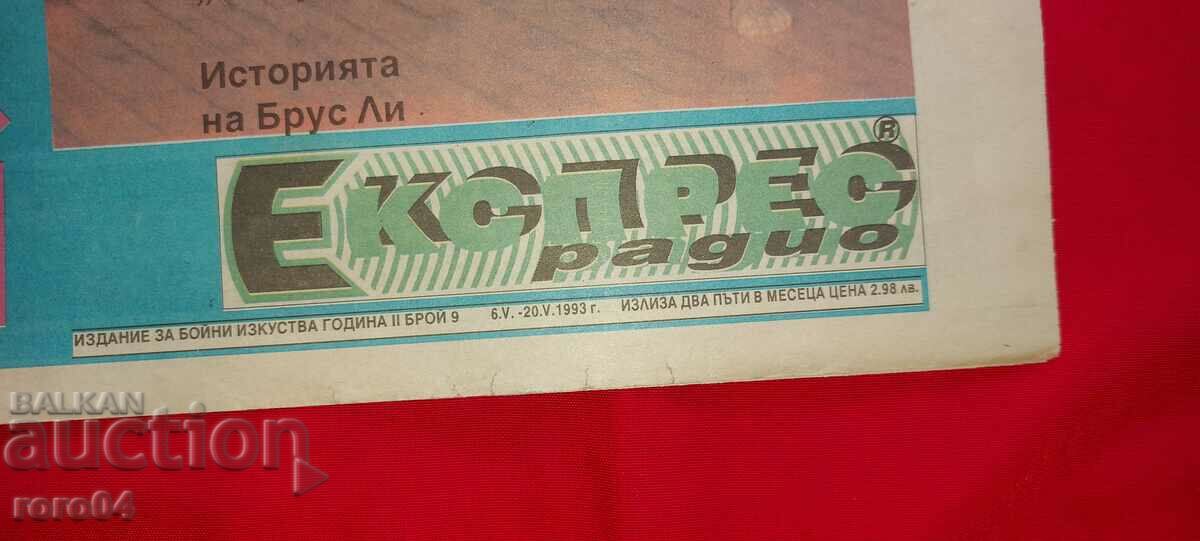 Историята
на Брус Ли
ЕКСПРЕС ®
радио
ИЗДАНИЕ ЗА БОЙНИ ИЗКУСТВА ГОДИНА II БРОЙ 9 6.V. -20.V.1993 г. ИЗЛИЗА ДВА ПЪТИ В МЕСЕЦА ЦЕНА 2.98 лв.
BALKAN
auction
roro04